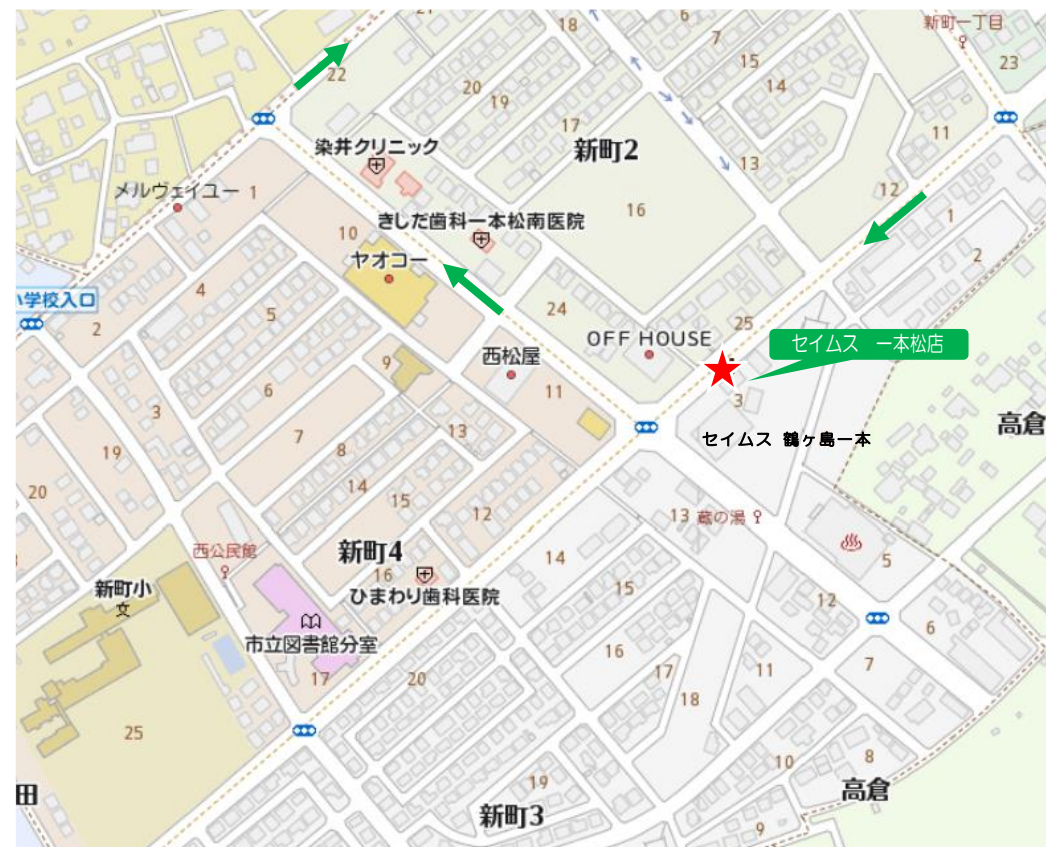 21
18
6
新町一丁目
22
7
15
23
20
19
14
17
11
染井クリニック
新町2
13
メルヴェイユー
1
12
16
1
きしだ歯科一本松南医院
10
2
ヤオコー
4
小学校入口
2
5
24
25
OFF HOUSE
セイムス 一本松店
西松屋
9
6
11
3
3
高倉
7
13
セイムス 鶴ヶ島一本
19
8
20
14
15
12
13
蔵の湯
西公民館
新町4
14
5
新町小
文
16
15
ひまわり歯科医院
12
6
市立図書館分室
16
17
20
17
18
11
7
25
10
8
19
田
新町3
高倉
9